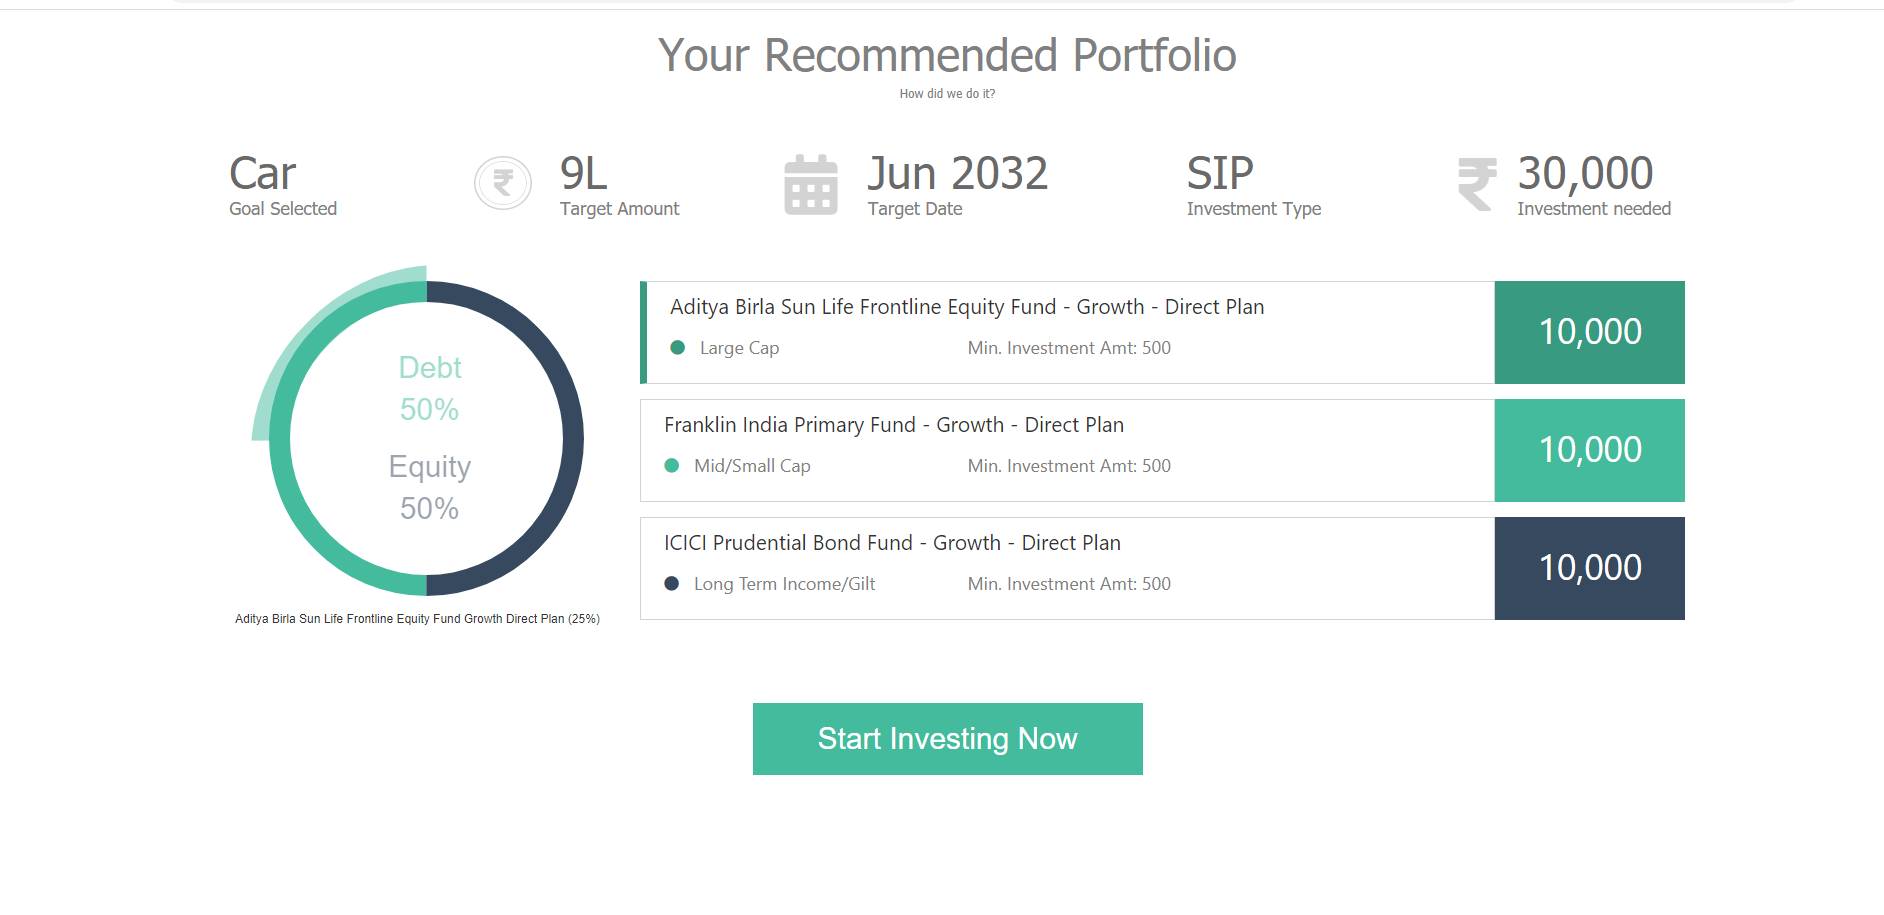 Your Recommended Portfolio
How did we do it?
Car
Goal Selected
9L
Target Amount
Jun 2032
Target Date
SIP
Investment Type
₹ 30,000
Investment needed
Debt
50%
Equity
50%
Aditya Birla Sun Life Frontline Equity Fund Growth Direct Plan (25%)
Aditya Birla Sun Life Frontline Equity Fund - Growth - Direct Plan
Large Cap Min. Investment Amt: 500
10,000
Franklin India Primary Fund - Growth - Direct Plan
Mid/Small Cap Min. Investment Amt: 500
10,000
ICICI Prudential Bond Fund - Growth - Direct Plan
Long Term Income/Gilt Min. Investment Amt: 500
10,000
Start Investing Now